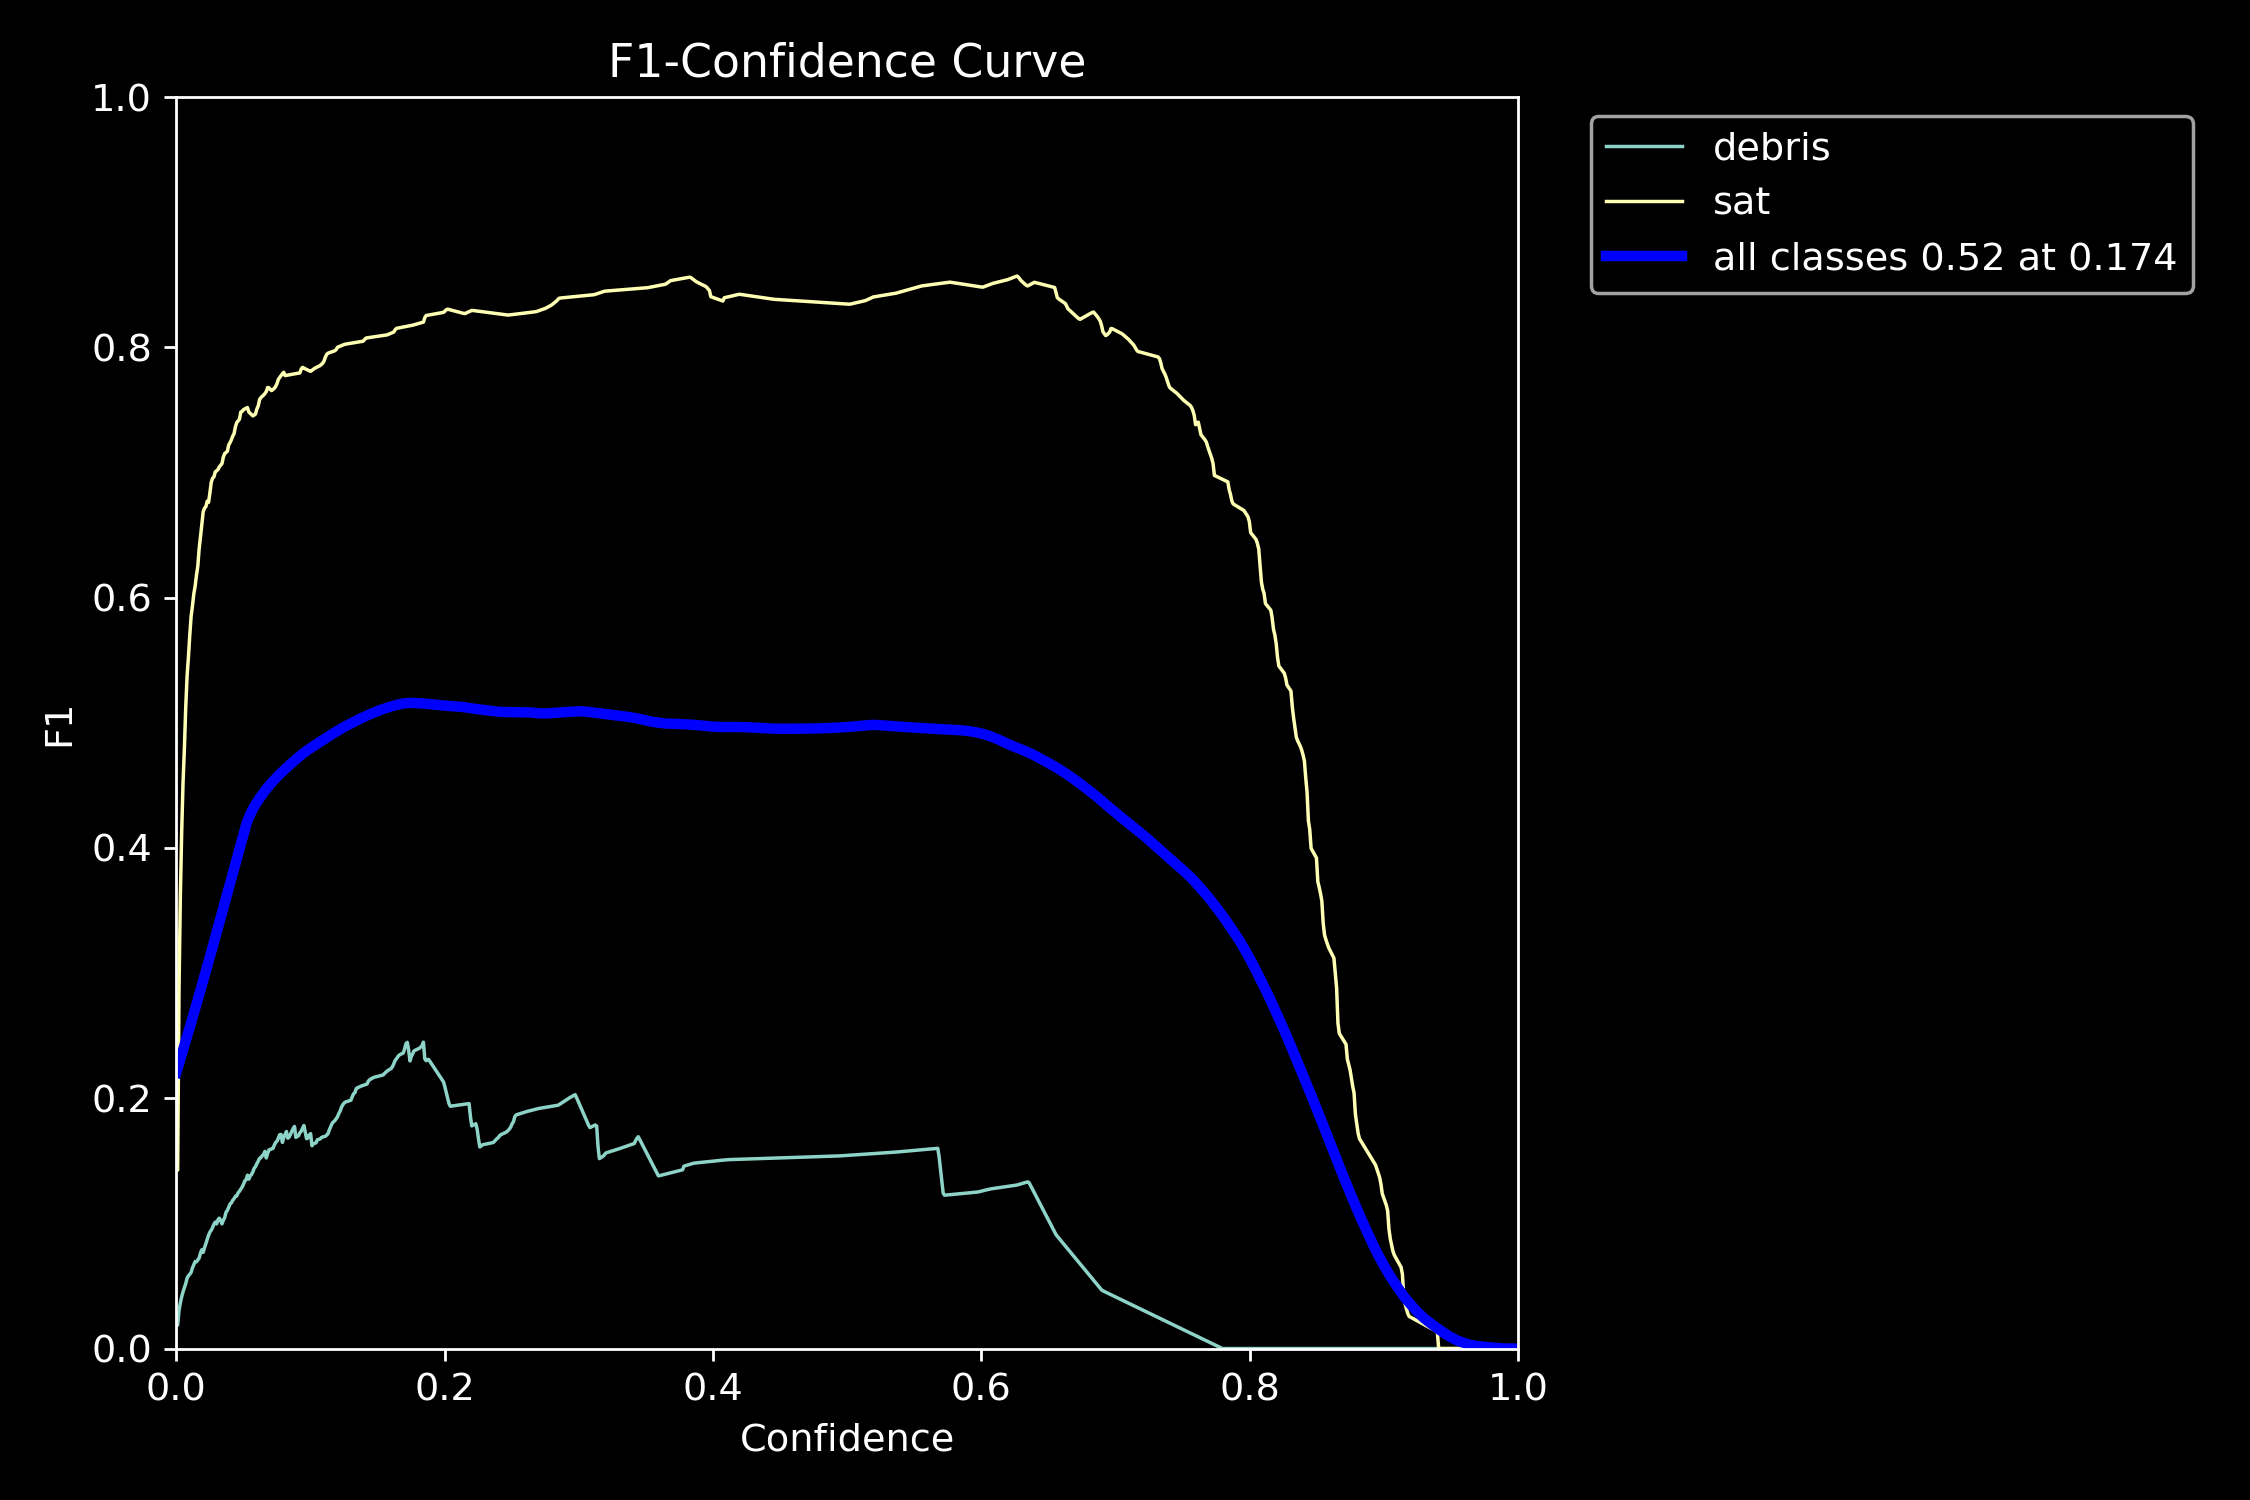 F1-Confidence Curve
1.0
0.8
0.6
0.4
0.2
0.0
F1
0.0 0.2 0.4 0.6 0.8 1.0
Confidence
debris
sat
all classes 0.52 at 0.174